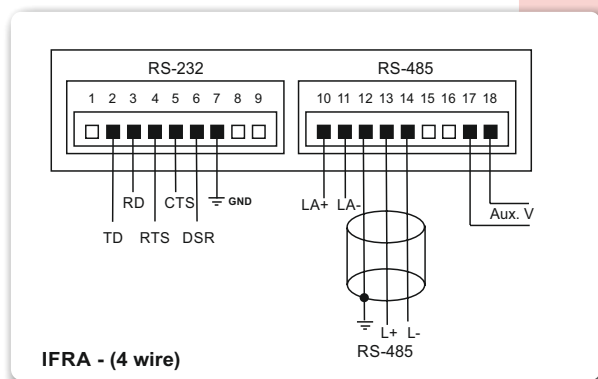 RS-232 RS-485
1 2 3 4 5 6 7 8 9 10 11 12 13 14 15 16 17 18
RD CTS GND LA+ LA- Aux. V
TD RTS DSR
L+ L-
RS-485
IFRA - (4 wire)